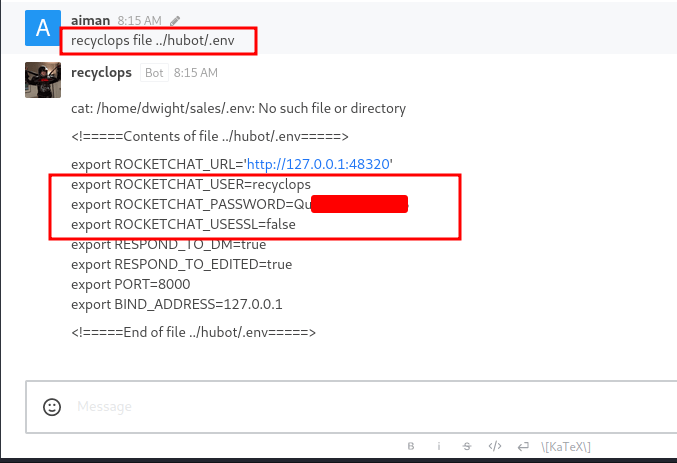 A
aiman 8:15 AM
recyclops file ../hubot/.env
recyclops Bot 8:15 AM
cat: /home/dwight/sales/.env: No such file or directory
<!=====Contents of file ../hubot/.env=====>
export ROCKETCHAT_URL='http://127.0.0.1:48320'
export ROCKETCHAT_USER=recyclops
export ROCKETCHAT_PASSWORD=Qu
export ROCKETCHAT_USESSL=false
export RESPOND_TO_DM=true
export RESPOND_TO_EDITED=true
export PORT=8000
export BIND_ADDRESS=127.0.0.1
<!=====End of file ../hubot/.env=====>
Message
B i S </> \[KaTeX\]